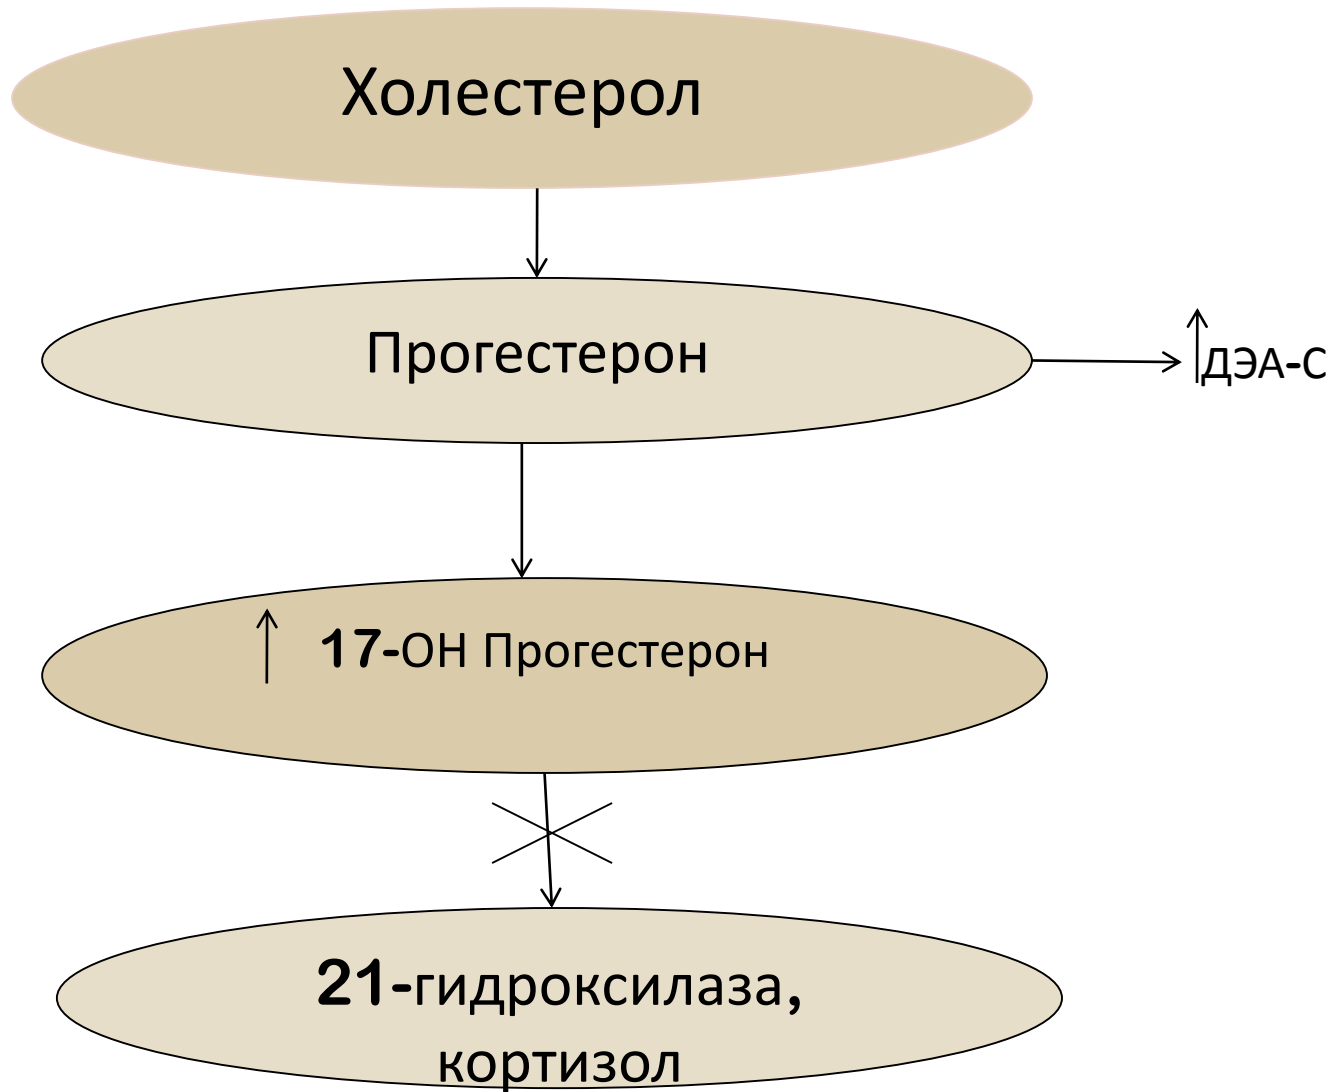 Холестерол
Прогестерон
ДЭА-С
17-ОН Прогестерон
21-гидроксилаза,
кортизол